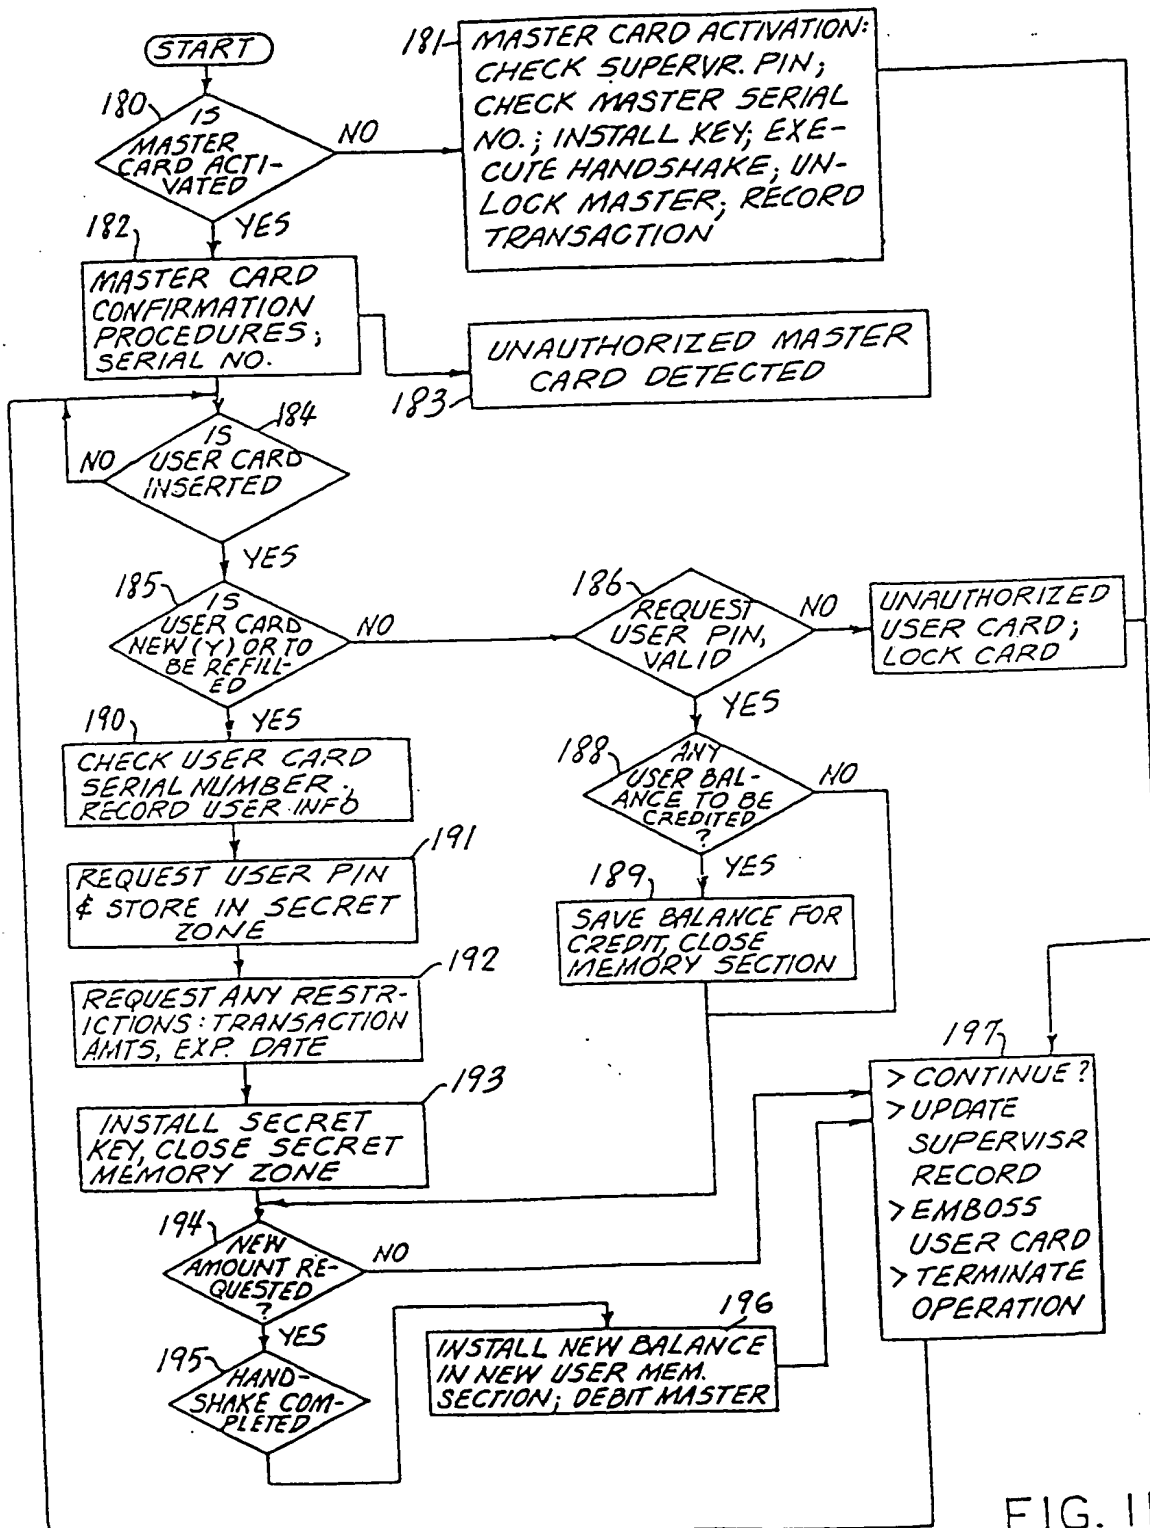 START
180
IS
MASTER
CARD ACTI-
VATED
NO
YES
181
MASTER CARD ACTIVATION:
CHECK SUPERVR. PIN;
CHECK MASTER SERIAL
NO.; INSTALL KEY; EXE-
CUTE HANDSHAKE; UN-
LOCK MASTER; RECORD
TRANSACTION
182
MASTER CARD
CONFIRMATION
PROCEDURES;
SERIAL NO.
UNAUTHORIZED MASTER
CARD DETECTED
183
184
IS
USER CARD
INSERTED
NO
YES
185
IS
USER CARD
NEW(Y) OR TO
BE REFILL-
ED
NO
YES
186
REQUEST
USER PIN,
VALID
NO
YES
UNAUTHORIZED
USER CARD;
LOCK CARD
188
ANY
USER BAL-
ANCE TO BE
CREDITED
?
NO
YES
189
SAVE BALANCE FOR
CREDIT, CLOSE
MEMORY SECTION
190
CHECK USER CARD
SERIAL NUMBER.,
RECORD USER INFO
191
REQUEST USER PIN
& STORE IN SECRET
ZONE
192
REQUEST ANY RESTR-
ICTIONS: TRANSACTION
AMTS, EXP. DATE
193
INSTALL SECRET
KEY, CLOSE SECRET
MEMORY ZONE
194
NEW
AMOUNT RE-
QUESTED
?
NO
YES
195
HAND-
SHAKE COM-
PLETED
196
INSTALL NEW BALANCE
IN NEW USER MEM.
SECTION; DEBIT MASTER
197
> CONTINUE?
> UPDATE
SUPERVISR
RECORD
> EMBOSS
USER CARD
> TERMINATE
OPERATION